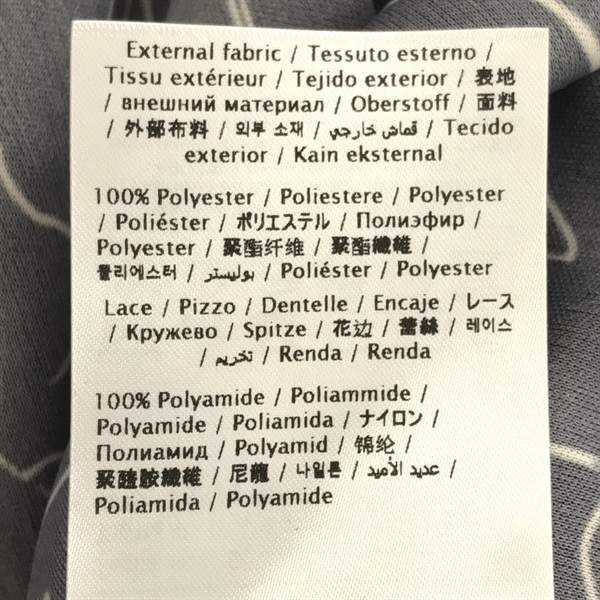 External fabric / Tessuto esterno /
Tissu extérieur / Tejido exterior / 表地
/ внешний материал / Oberstoff / 面料
/ 外部布料 / 외부 소재 / قماش خارجي / Tecido
exterior / Kain eksternal
100% Polyester / Poliestere / Polyester
/ Poliéster / ポリエステル / Полиэфир /
Polyester / 聚酯纤维 / 聚酯纖維 /
폴리에스터 / بوليستر / Poliéster / Polyester
Lace / Pizzo / Dentelle / Encaje / レース
/ Кружево / Spitze / 花边 / 蕾絲 / 레이스
/ تخريم / Renda / Renda
100% Polyamide / Poliammide /
Polyamide / Poliamida / ナイロン /
Полиамид / Polyamid / 锦纶 /
聚醯胺纖維 / 尼龍 / 나일론 / عديد الأميد /
Poliamida / Polyamide